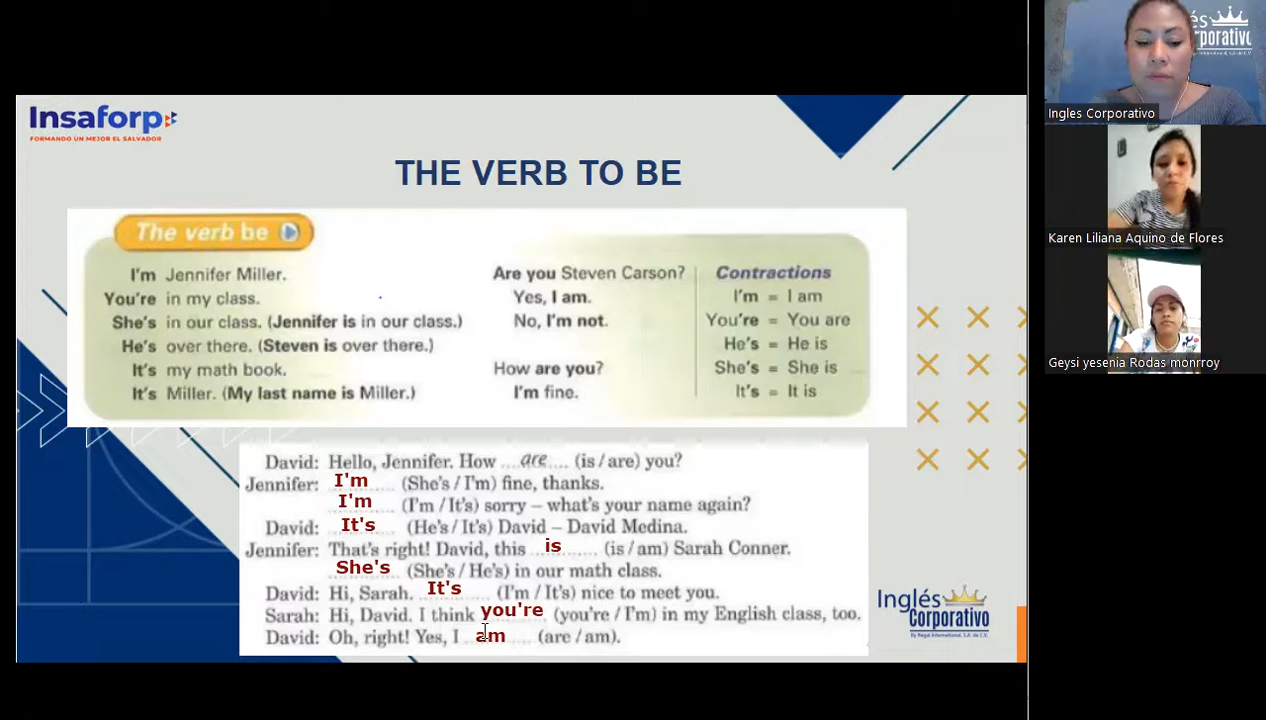 Insaforp
FORMANDO UN MEJOR EL SALVADOR
THE VERB TO BE
The verb be
I'm Jennifer Miller.
You're in my class.
She's in our class. (Jennifer is in our class.)
He's over there. (Steven is over there.)
It's my math book.
It's Miller. (My last name is Miller.)
Are you Steven Carson?
Yes, I am.
No, I'm not.
How are you?
I'm fine.
Contractions
I'm = I am
You're = You are
He's = He is
She's = She is
It's = It is
David: Hello, Jennifer. How ....are.... (is / are) you?
Jennifer: I'm (She's / I'm) fine, thanks.
I'm (I'm / It's) sorry – what's your name again?
David: It's (He's / It's) David – David Medina.
Jennifer: That's right! David, this is (is / am) Sarah Conner.
She's (She's / He's) in our math class.
David: Hi, Sarah. It's (I'm / It's) nice to meet you.
Sarah: Hi, David. I think you're (you're / I'm) in my English class, too.
David: Oh, right! Yes, I am (are / am).
Inglés
Corporativo
By Regal International, S.A. de C.V.
és
rporativo
Ingles Corporativo
Karen Liliana Aquino de Flores
Geysi yesenia Rodas monrroy